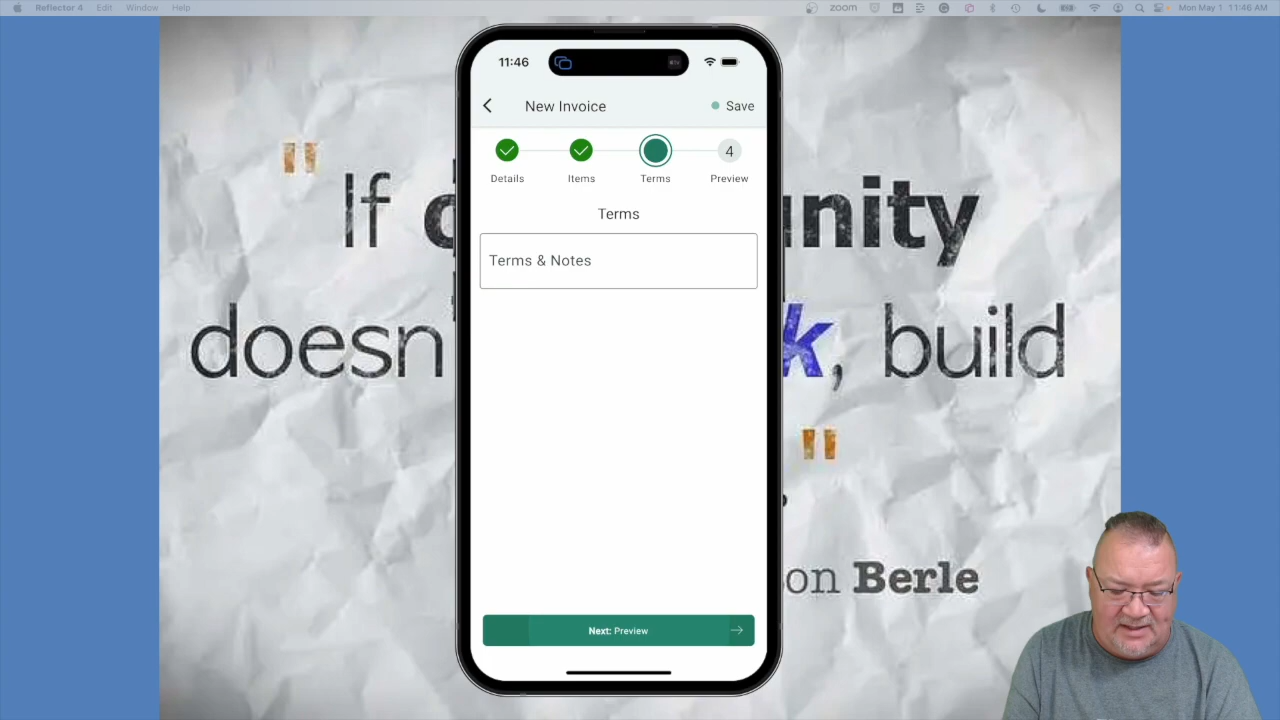 Reflector 4 Edit Window Help
zoom
Mon May 1 11:46 AM
11:46
New Invoice
Save
4
Details Items Terms Preview
Terms
Terms & Notes
Next: Preview
" If
nity
doesn k, build
"
on Berle